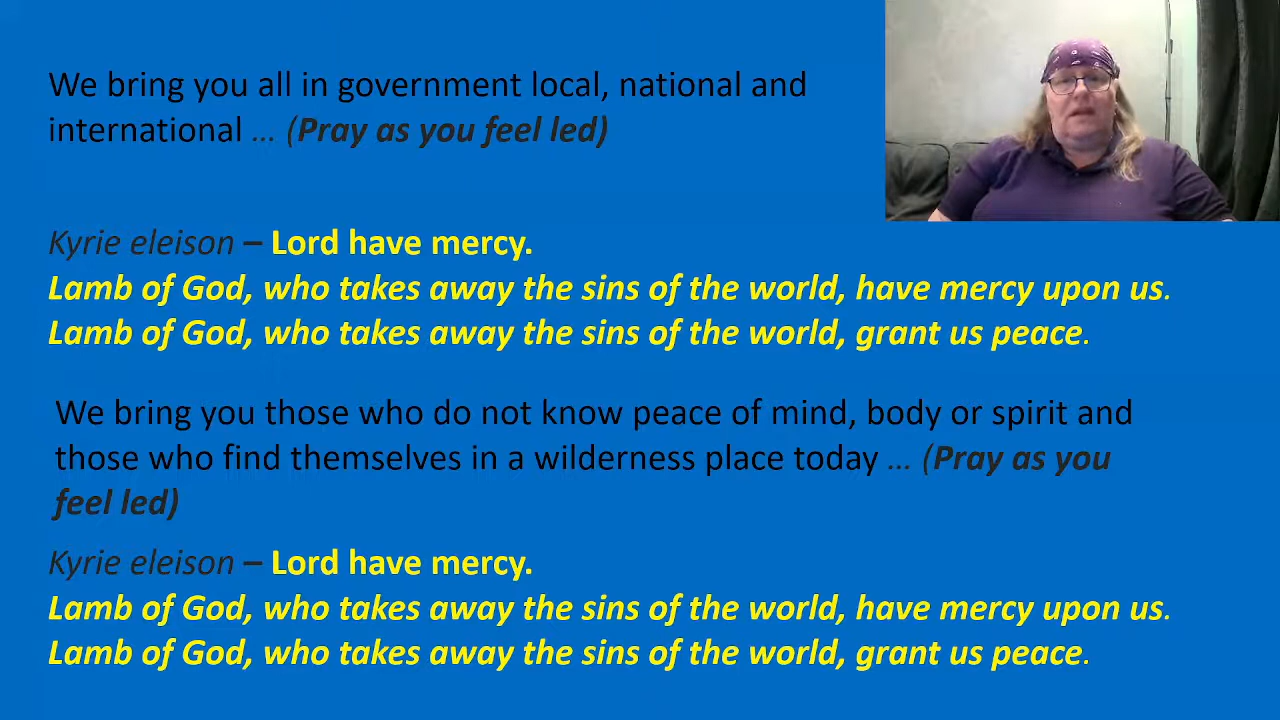 We bring you all in government local, national and
international … (Pray as you feel led)
Kyrie eleison – Lord have mercy.
Lamb of God, who takes away the sins of the world, have mercy upon us.
Lamb of God, who takes away the sins of the world, grant us peace.
We bring you those who do not know peace of mind, body or spirit and
those who find themselves in a wilderness place today … (Pray as you
feel led)
Kyrie eleison – Lord have mercy.
Lamb of God, who takes away the sins of the world, have mercy upon us.
Lamb of God, who takes away the sins of the world, grant us peace.